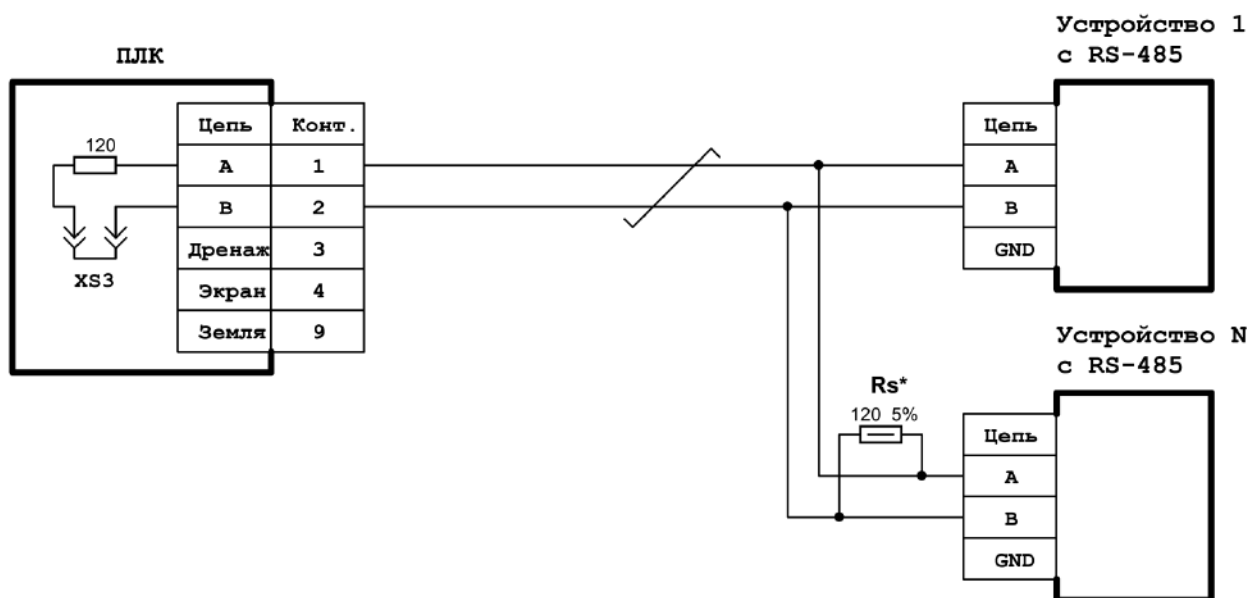 Устройство 1
с RS-485
ПЛК
Цепь Конт.
120
A 1
B 2
Дренаж 3
XS3
Экран 4
Земля 9
Цепь
A
B
GND
Устройство N
с RS-485
Rs*
120 5%
Цепь
A
B
GND